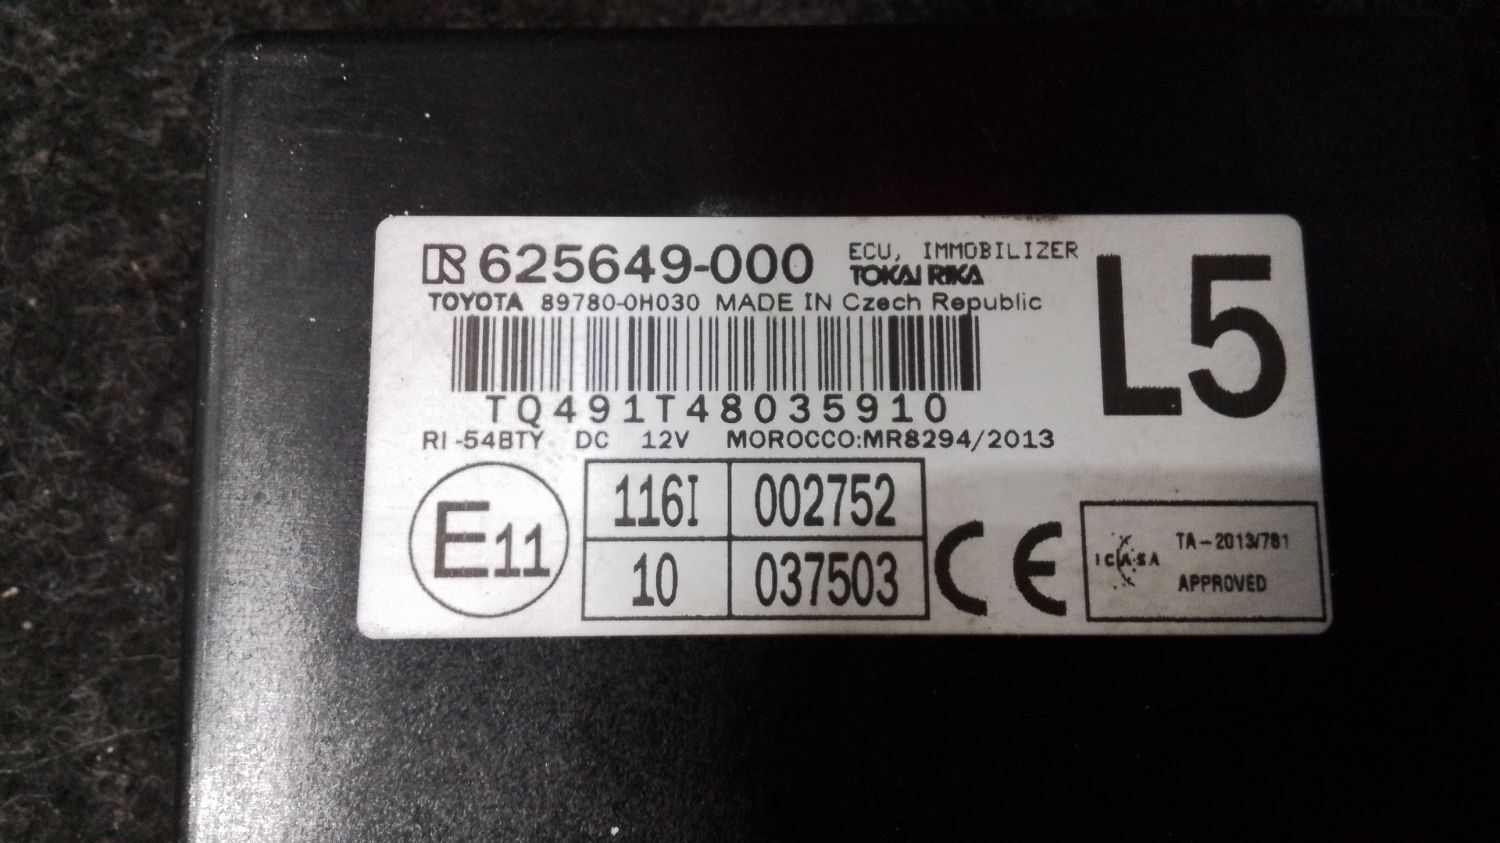 R 625649-000 ECU, IMMOBILIZER
TOKAI RIKA
TOYOTA 89780-0H030 MADE IN Czech Republic
L5
TQ491T48035910
RI-54BTY DC 12V MOROCCO:MR8294/2013
E11
116I 002752
10 037503
CE
ICASA
TA-2013/781
APPROVED